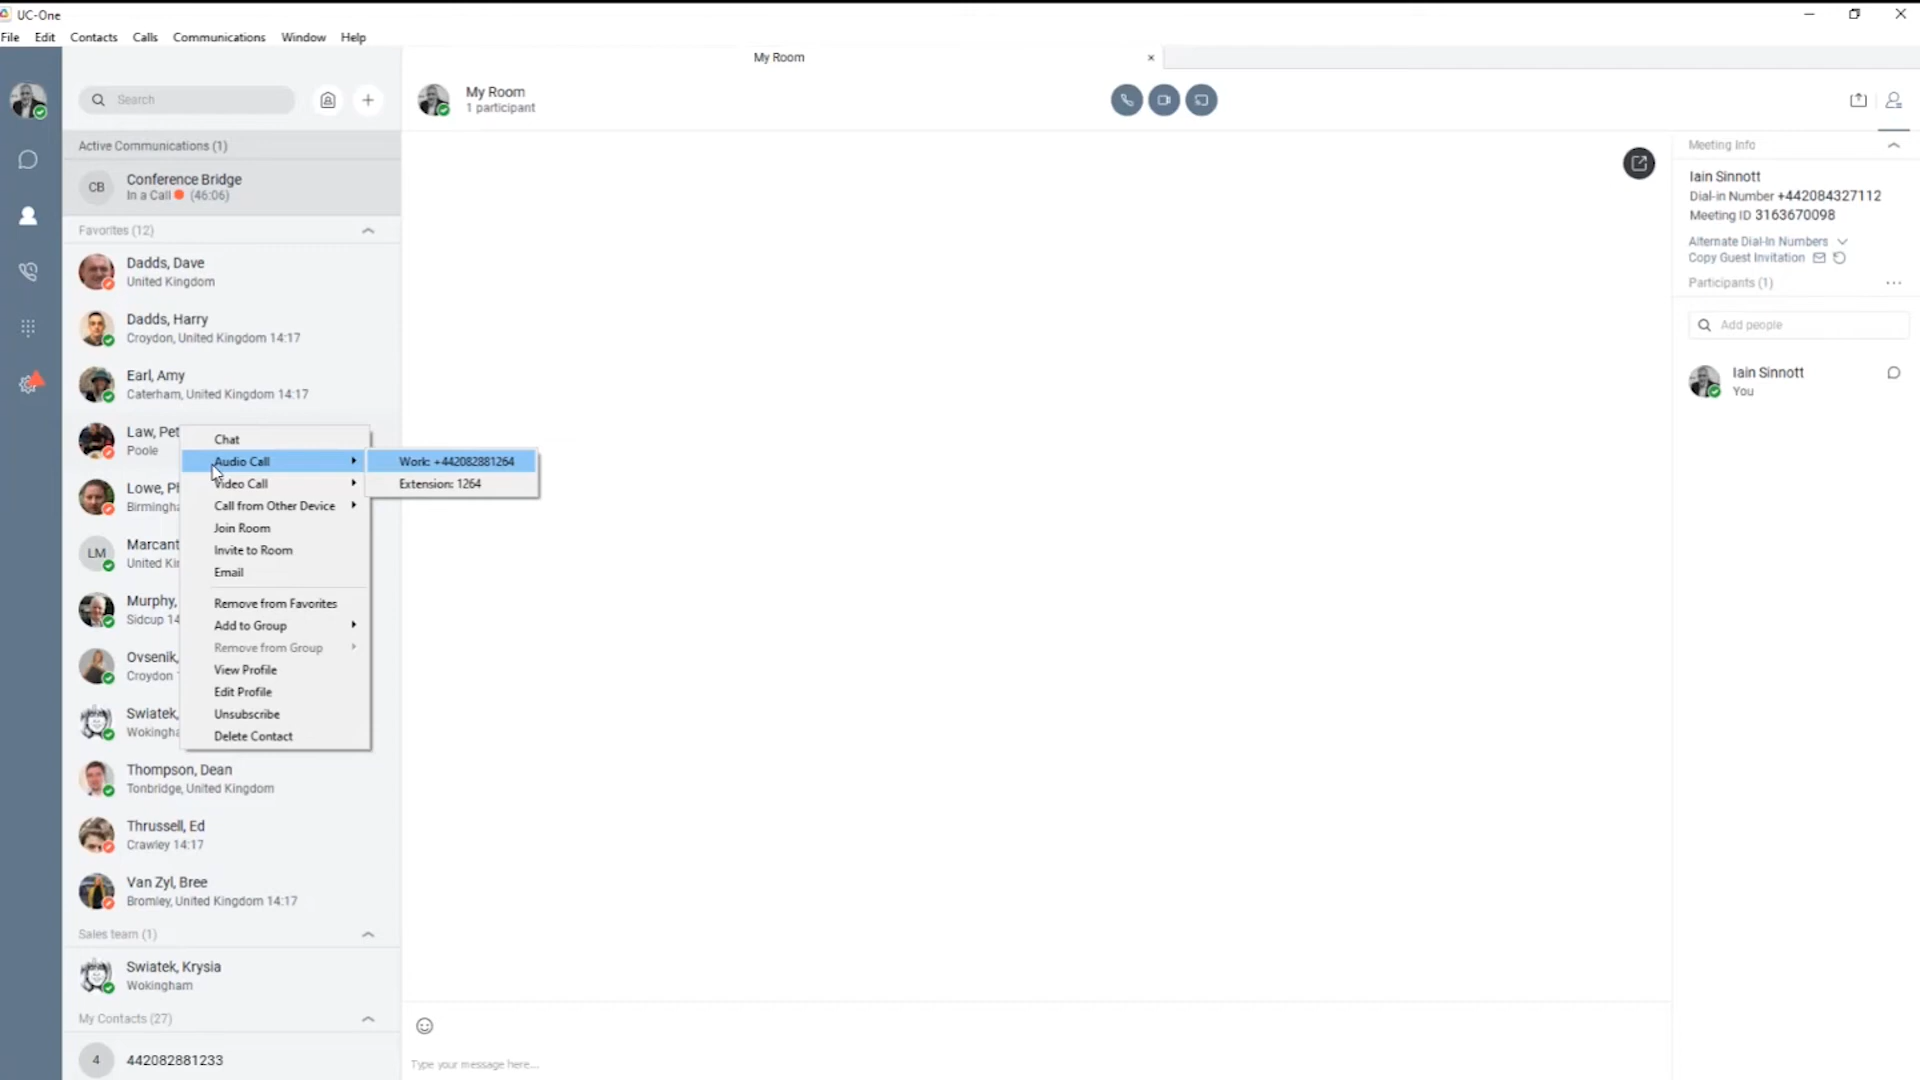 UC-One
File Edit Contacts Calls Communications Window Help
My Room
Search
My Room
1 participant
Active Communications (1)
CB
Conference Bridge
In a Call (46:06)
Favorites (12)
Dadds, Dave
United Kingdom
Dadds, Harry
Croydon, United Kingdom 14:17
Earl, Amy
Caterham, United Kingdom 14:17
Law, Pet
Poole
Lowe, Ph
Birmingha
LM
Marcant
United Kin
Murphy,
Sidcup 14
Ovsenik,
Croydon
Swiatek,
Wokingha
Thompson, Dean
Tonbridge, United Kingdom
Thrussell, Ed
Crawley 14:17
Van Zyl, Bree
Bromley, United Kingdom 14:17
Sales team (1)
Swiatek, Krysia
Wokingham
My Contacts (27)
4
442082881233
Chat
Audio Call
Video Call
Call from Other Device
Join Room
Invite to Room
Email
Remove from Favorites
Add to Group
Remove from Group
View Profile
Edit Profile
Unsubscribe
Delete Contact
Work: +442082881264
Extension: 1264
Type your message here...
Meeting Info
Iain Sinnott
Dial-in Number +442084327112
Meeting ID 3163670098
Alternate Dial-In Numbers
Copy Guest Invitation
Participants (1)
Add people
Iain Sinnott
You